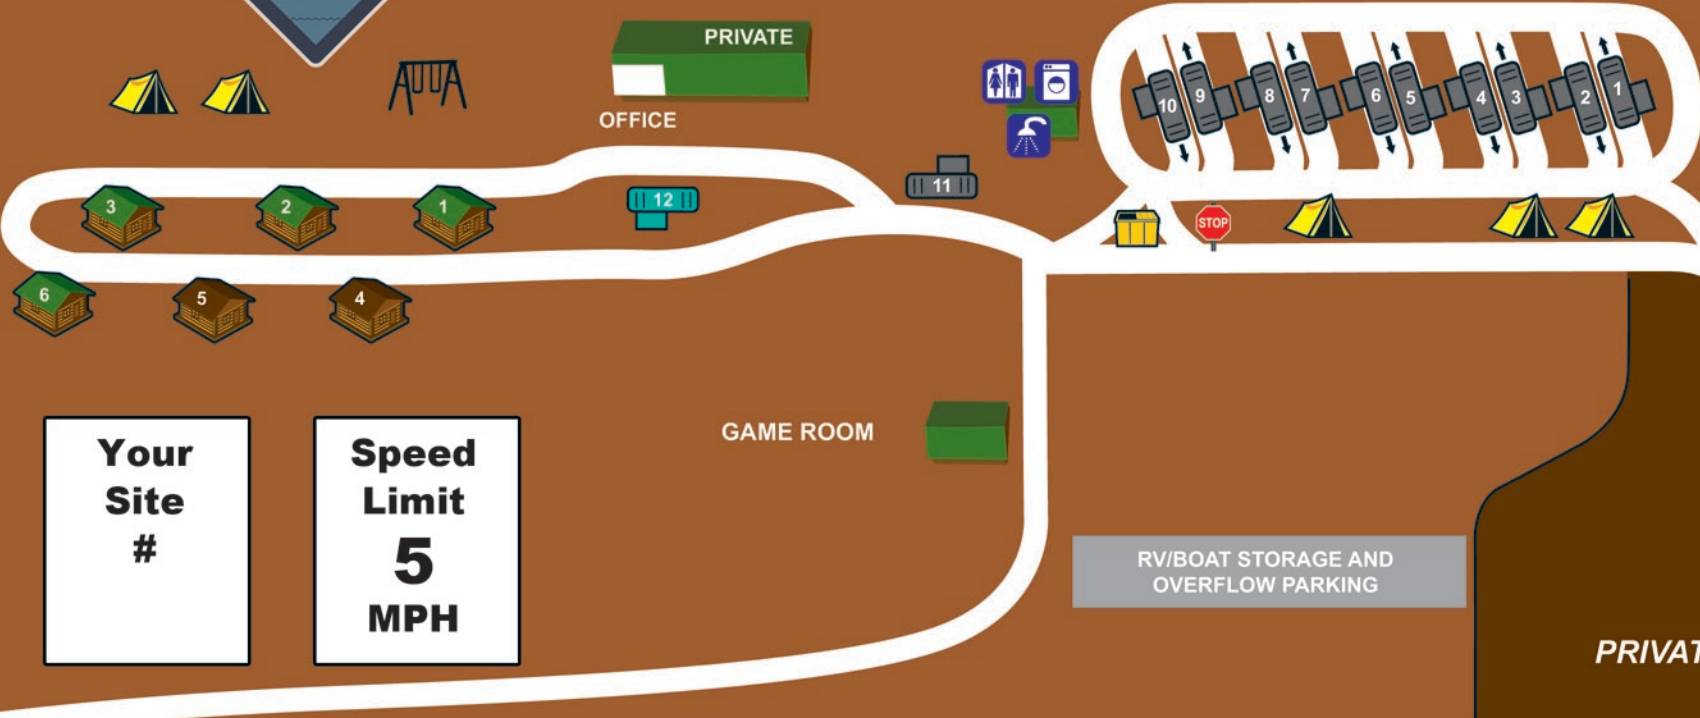 PRIVATE
OFFICE
10
9
8
7
6
5
4
3
2
1
11
12
3
2
1
STOP
6
5
4
Your
Site
#
Speed
Limit
5
MPH
GAME ROOM
RV/BOAT STORAGE AND
OVERFLOW PARKING
PRIVAT